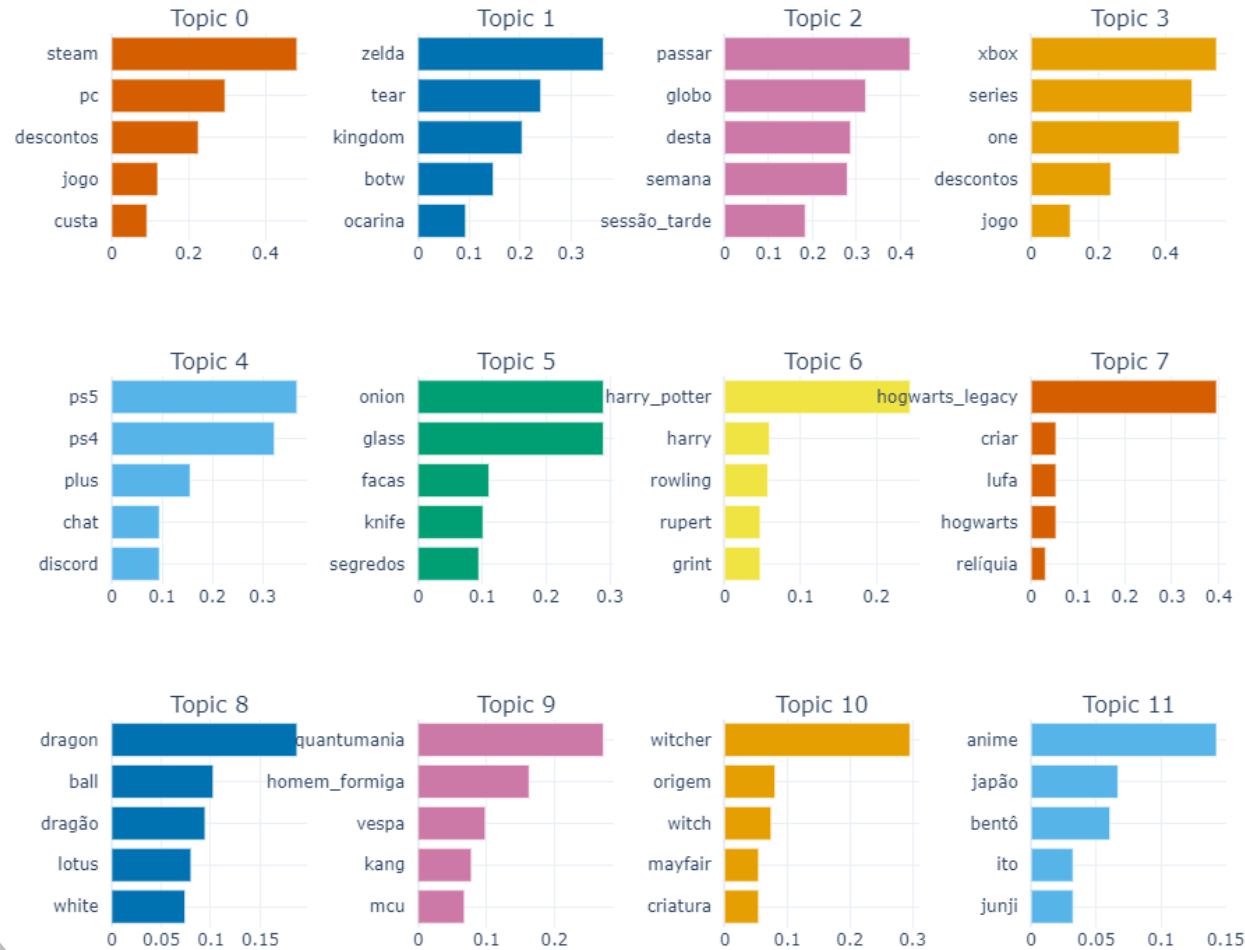 Topic 0
steam
pc
descontos
jogo
custa
0 0.2 0.4
Topic 1
zelda
tear
kingdom
botw
ocarina
0 0.1 0.2 0.3
Topic 2
passar
globo
desta
semana
sessão_tarde
0 0.1 0.2 0.3 0.4
Topic 3
xbox
series
one
descontos
jogo
0 0.2 0.4
Topic 4
ps5
ps4
plus
chat
discord
0 0.1 0.2 0.3
Topic 5
onion
glass
facas
knife
segredos
0 0.1 0.2 0.3
Topic 6
harry_potter
harry
rowling
rupert
grint
0 0.1 0.2
Topic 7
hogwarts_legacy
criar
lufa
hogwarts
relíquia
0 0.1 0.2 0.3 0.4
Topic 8
dragon
ball
dragão
lotus
white
0 0.05 0.1 0.15
Topic 9
quantumania
homem_formiga
vespa
kang
mcu
0 0.1 0.2
Topic 10
witcher
origem
witch
mayfair
criatura
0 0.1 0.2 0.3
Topic 11
anime
japão
bentô
ito
junji
0 0.05 0.1 0.15